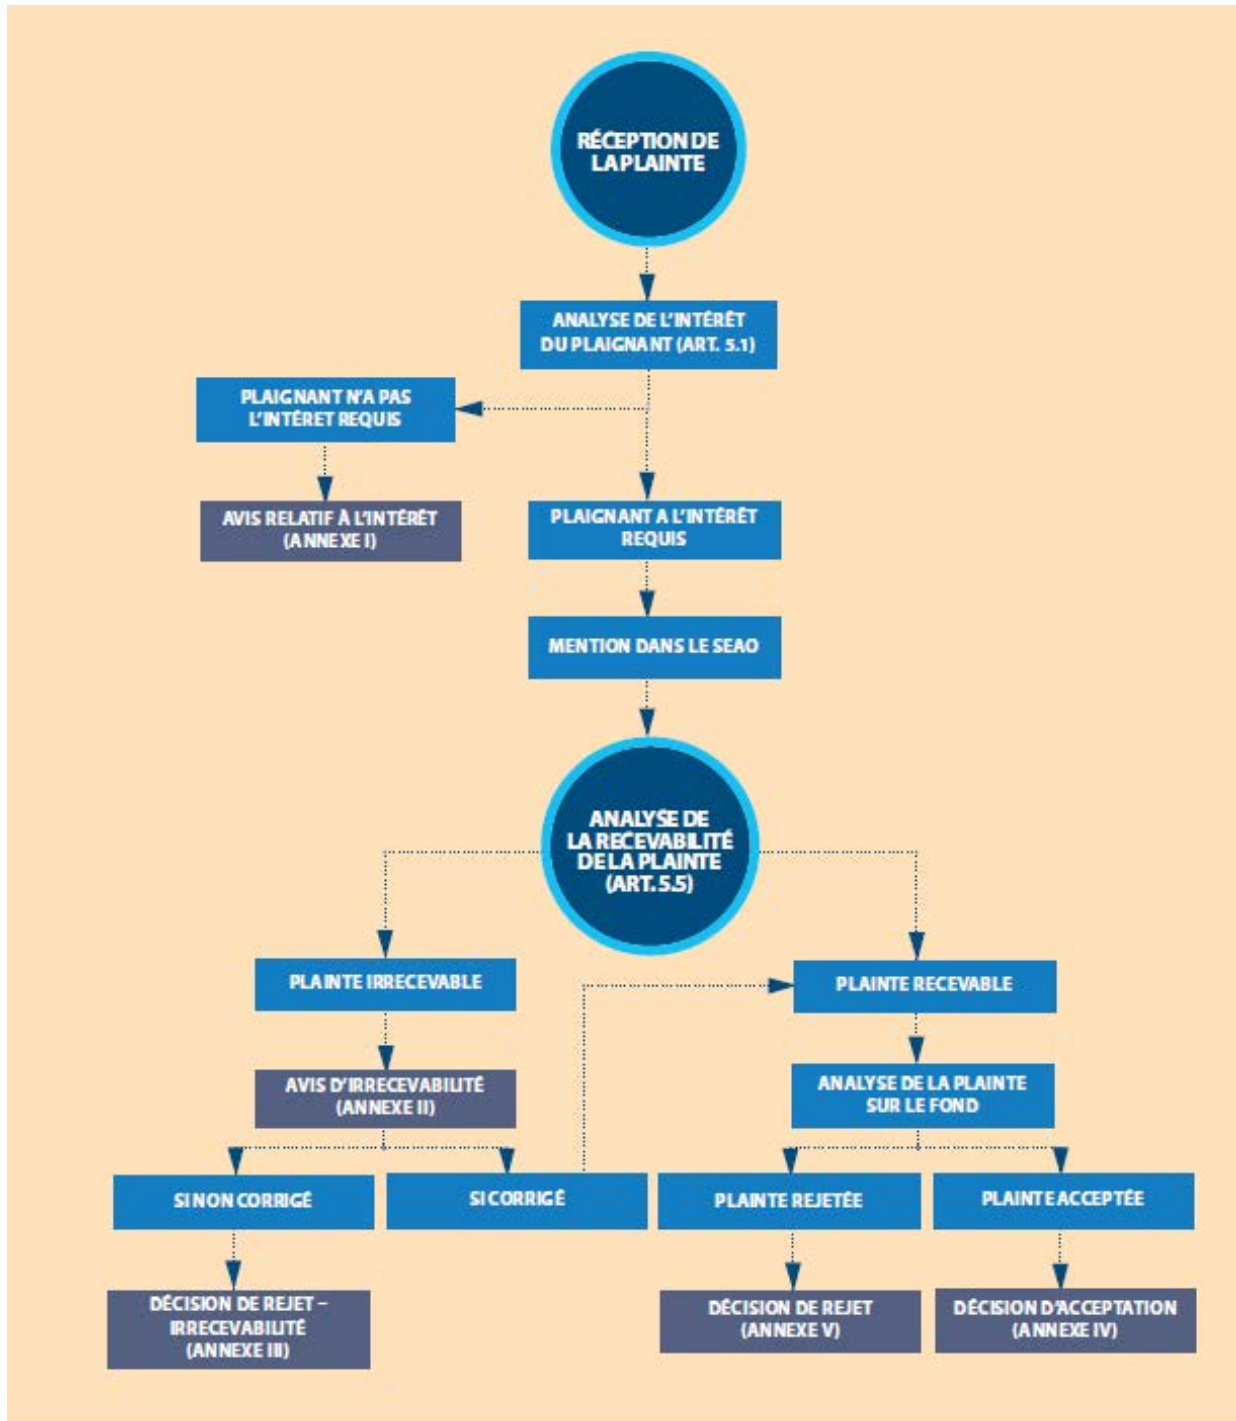 RÉCEPTION DE
LA PLAINTE
ANALYSE DE L'INTÉRÊT
DU PLAIGNANT (ART. 5.1)
PLAIGNANT N'A PAS
L'INTÉRET REQUIS
AVIS RELATIF À L'INTÉRÊT
(ANNEXE I)
PLAIGNANT A L'INTÉRÊT
REQUIS
MENTION DANS LE SEAO
ANALYSE DE
LA RECEVABILITÉ
DE LA PLAINTE
(ART. 5.5)
PLAINTE IRRECEVABLE
PLAINTE RECEVABLE
AVIS D'IRRECEVABILITÉ
(ANNEXE II)
ANALYSE DE LA PLAINTE
SUR LE FOND
SI NON CORRIGÉ
SI CORRIGÉ
PLAINTE REJETÉE
PLAINTE ACCEPTÉE
DÉCISION DE REJET –
IRRECEVABILITÉ
(ANNEXE III)
DÉCISION DE REJET
(ANNEXE V)
DÉCISION D'ACCEPTATION
(ANNEXE IV)